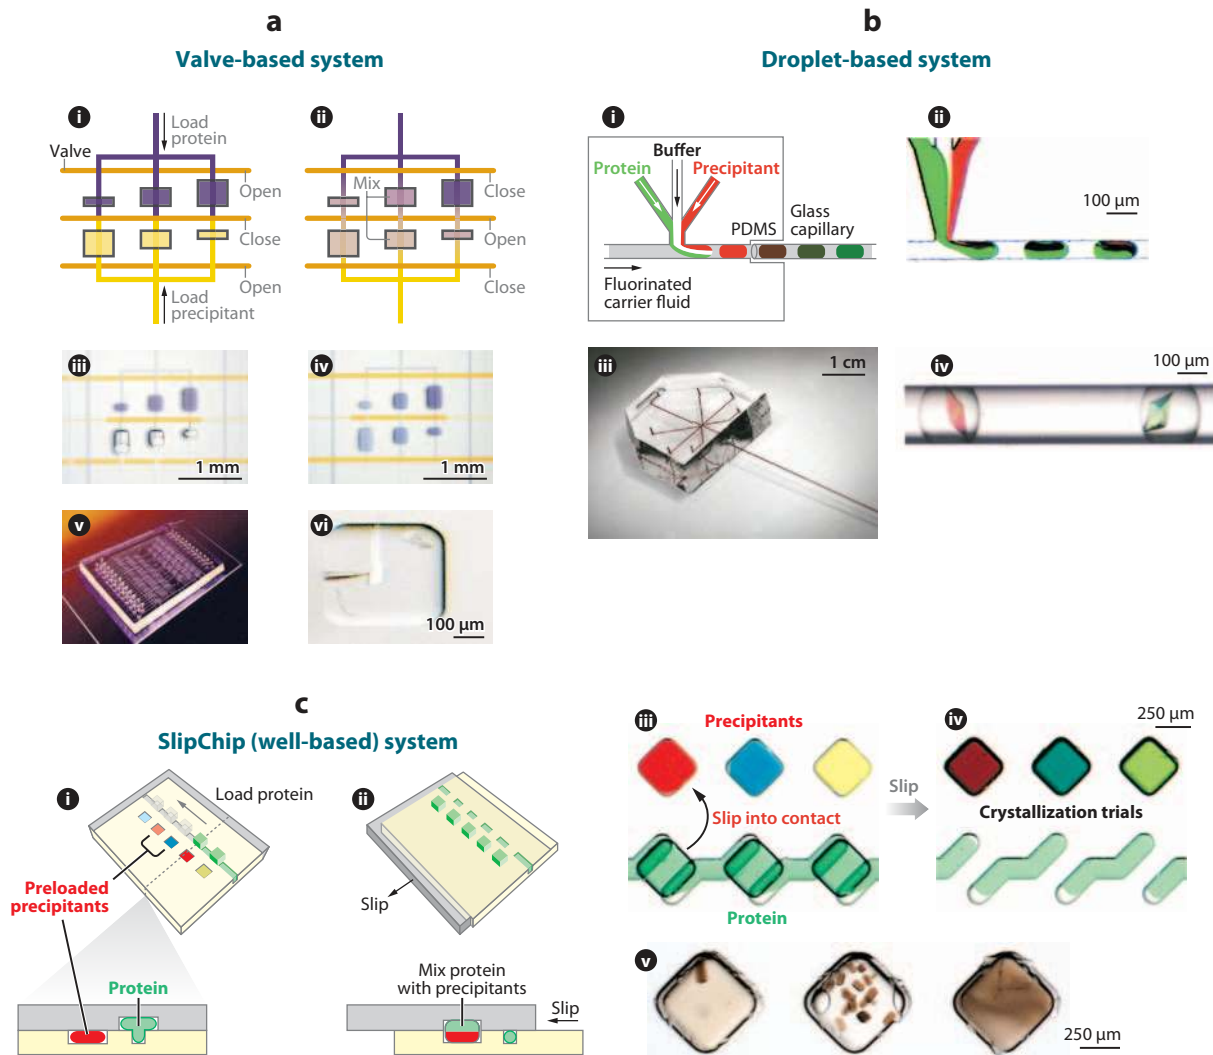 a
Valve-based system
i
Load
protein
Valve
Open
Close
Open
Load
precipitant
ii
Mix
Close
Open
Close
iii
1 mm
iv
1 mm
v
vi
100 µm
b
Droplet-based system
i
Buffer
Protein
Precipitant
PDMS
Glass
capillary
Fluorinated
carrier fluid
ii
100 µm
iii
1 cm
iv
100 µm
c
SlipChip (well-based) system
i
Load protein
Preloaded
precipitants
Protein
ii
Slip
Mix protein
with precipitants
Slip
iii
Precipitants
Slip into contact
Protein
Slip
iv
250 µm
Crystallization trials
v
250 µm